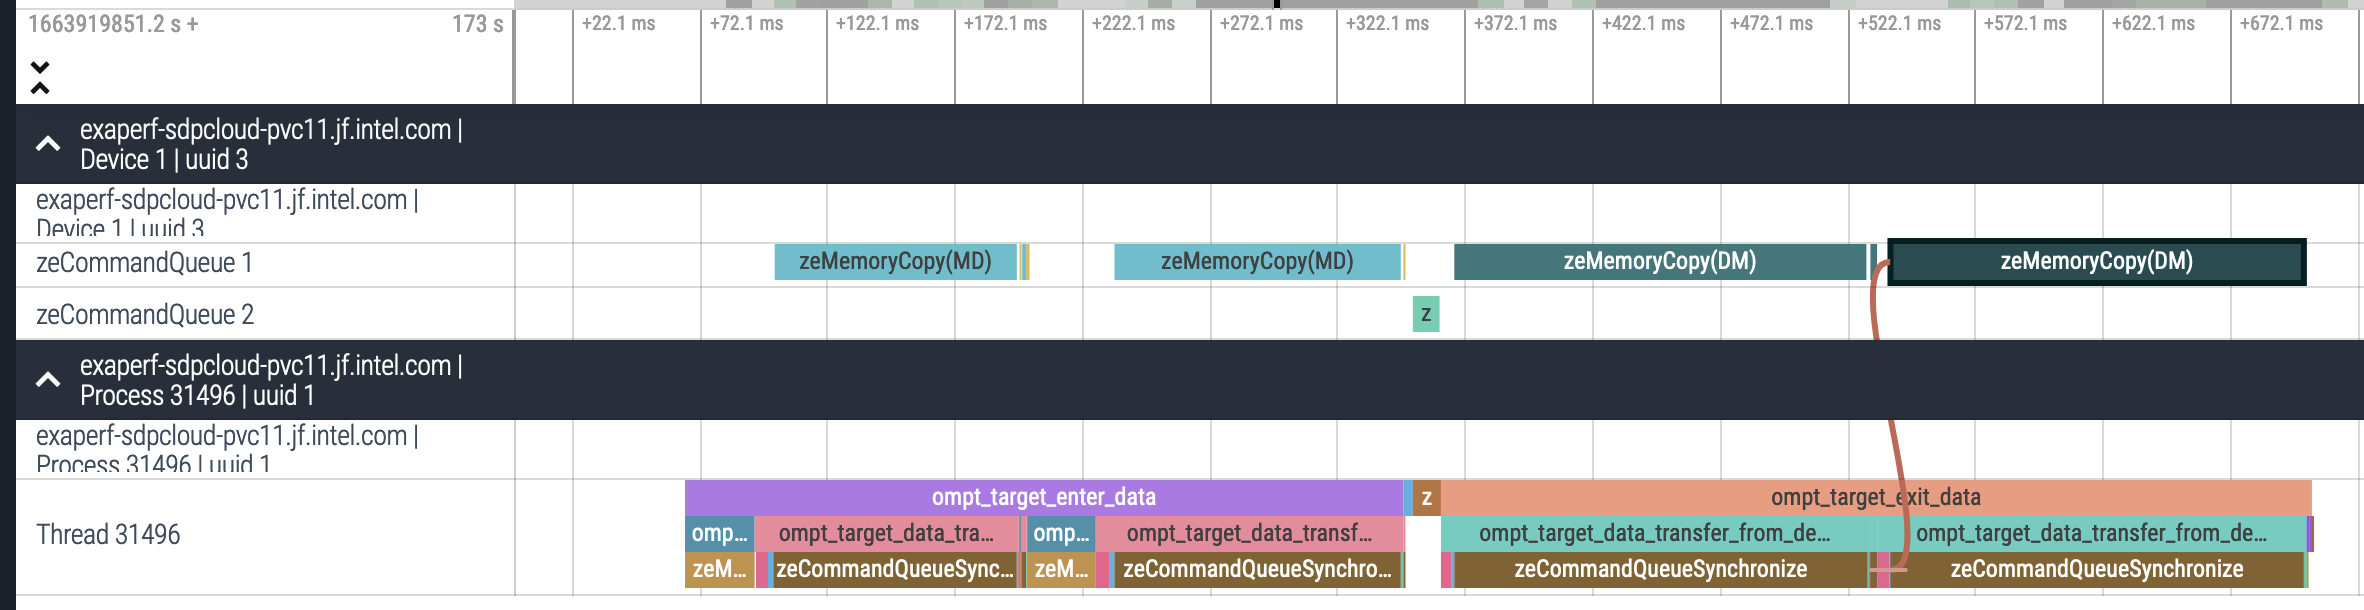 1663919851.2 s + 173 s +22.1 ms +72.1 ms +122.1 ms +172.1 ms +222.1 ms +272.1 ms +322.1 ms +372.1 ms +422.1 ms +472.1 ms +522.1 ms +572.1 ms +622.1 ms +672.1 ms
exaperf-sdpcloud-pvc11.jf.intel.com |
Device 1 | uuid 3
exaperf-sdpcloud-pvc11.jf.intel.com |
Device 1 | uuid 3
zeCommandQueue 1 zeMemoryCopy(MD) zeMemoryCopy(MD) zeMemoryCopy(DM) zeMemoryCopy(DM)
zeCommandQueue 2 z
exaperf-sdpcloud-pvc11.jf.intel.com |
Process 31496 | uuid 1
exaperf-sdpcloud-pvc11.jf.intel.com |
Process 31496 | uuid 1
ompt_target_enter_data z ompt_target_exit_data
Thread 31496 omp... ompt_target_data_tra... omp... ompt_target_data_transf... ompt_target_data_transfer_from_de... ompt_target_data_transfer_from_de...
zeM... zeCommandQueueSync... zeM... zeCommandQueueSynchro... zeCommandQueueSynchronize zeCommandQueueSynchronize